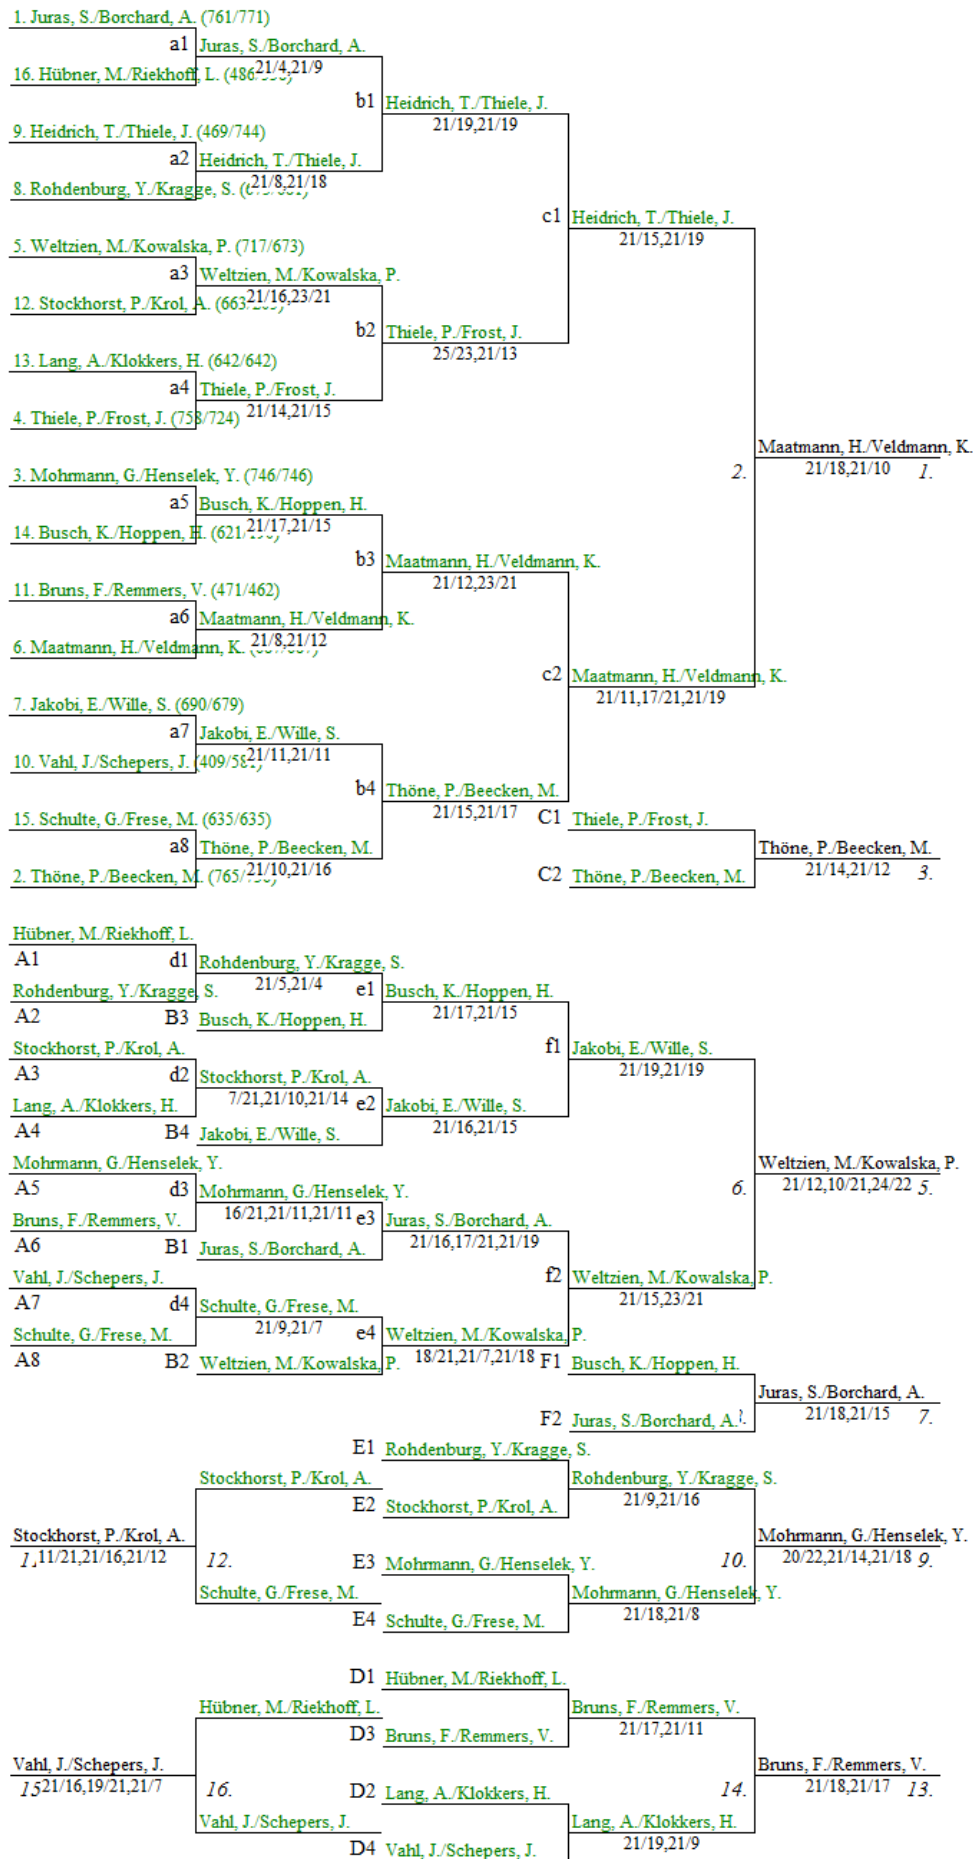 1. Juras, S./Borchard, A. (761/771)
a1 Juras, S./Borchard, A.
21/4,21/9
16. Hübner, M./Riekhoff, L. (486
b1 Heidrich, T./Thiele, J.
21/19,21/19
9. Heidrich, T./Thiele, J. (469/744)
a2 Heidrich, T./Thiele, J.
21/8,21/18
8. Rohdenburg, Y./Kragge, S.
c1 Heidrich, T./Thiele, J.
21/15,21/19
5. Weltzien, M./Kowalska, P. (717/673)
a3 Weltzien, M./Kowalska, P.
21/16,23/21
12. Stockhorst, P./Krol, A. (663
b2 Thiele, P./Frost, J.
25/23,21/13
13. Lang, A./Klokkers, H. (642/642)
a4 Thiele, P./Frost, J.
21/14,21/15
4. Thiele, P./Frost, J. (758/724)
Maatmann, H./Veldmann, K.
2. 21/18,21/10 1.
3. Mohrmann, G./Henselek, Y. (746/746)
a5 Busch, K./Hoppen, H.
21/17,21/15
14. Busch, K./Hoppen, H. (621
b3 Maatmann, H./Veldmann, K.
21/12,23/21
11. Bruns, F./Remmers, V. (471/462)
a6 Maatmann, H./Veldmann, K.
21/8,21/12
6. Maatmann, H./Veldmann, K.
c2 Maatmann, H./Veldmann, K.
21/11,17/21,21/19
7. Jakobi, E./Wille, S. (690/679)
a7 Jakobi, E./Wille, S.
21/11,21/11
10. Vahl, J./Schepers, J. (409/581)
b4 Thöne, P./Beecken, M.
21/15,21/17
C1 Thiele, P./Frost, J.
15. Schulte, G./Frese, M. (635/635)
a8 Thöne, P./Beecken, M.
21/10,21/16
Thöne, P./Beecken, M.
21/14,21/12 3.
2. Thöne, P./Beecken, M. (765/
C2 Thöne, P./Beecken, M.
Hübner, M./Riekhoff, L.
A1 d1 Rohdenburg, Y./Kragge, S.
21/5,21/4
Rohdenburg, Y./Kragge, S.
e1 Busch, K./Hoppen, H.
21/17,21/15
A2 B3 Busch, K./Hoppen, H.
Stockhorst, P./Krol, A.
f1 Jakobi, E./Wille, S.
21/19,21/19
A3 d2 Stockhorst, P./Krol, A.
7/21,21/10,21/14
Lang, A./Klokkers, H.
e2 Jakobi, E./Wille, S.
21/16,21/15
A4 B4 Jakobi, E./Wille, S.
Mohrmann, G./Henselek, Y.
Weltzien, M./Kowalska, P.
6. 21/12,10/21,24/22 5.
A5 d3 Mohrmann, G./Henselek, Y.
16/21,21/11,21/11
Bruns, F./Remmers, V.
e3 Juras, S./Borchard, A.
21/16,17/21,21/19
A6 B1 Juras, S./Borchard, A.
Vahl, J./Schepers, J.
f2 Weltzien, M./Kowalska, P.
21/15,23/21
A7 d4 Schulte, G./Frese, M.
21/9,21/7
Schulte, G./Frese, M.
e4 Weltzien, M./Kowalska, P.
18/21,21/7,21/18
A8 B2 Weltzien, M./Kowalska, P.
F1 Busch, K./Hoppen, H.
Juras, S./Borchard, A.
21/18,21/15 7.
F2 Juras, S./Borchard, A.
E1 Rohdenburg, Y./Kragge, S.
Stockhorst, P./Krol, A.
Rohdenburg, Y./Kragge, S.
21/9,21/16
E2 Stockhorst, P./Krol, A.
Stockhorst, P./Krol, A.
11/21,21/16,21/12 12.
Mohrmann, G./Henselek, Y.
10. 20/22,21/14,21/18 9.
E3 Mohrmann, G./Henselek, Y.
Schulte, G./Frese, M.
Mohrmann, G./Henselek, Y.
21/18,21/8
E4 Schulte, G./Frese, M.
D1 Hübner, M./Riekhoff, L.
Hübner, M./Riekhoff, L.
Bruns, F./Remmers, V.
21/17,21/11
D3 Bruns, F./Remmers, V.
Vahl, J./Schepers, J.
15 21/16,19/21,21/7 16.
Bruns, F./Remmers, V.
14. 21/18,21/17 13.
D2 Lang, A./Klokkers, H.
Vahl, J./Schepers, J.
Lang, A./Klokkers, H.
21/19,21/9
D4 Vahl, J./Schepers, J.